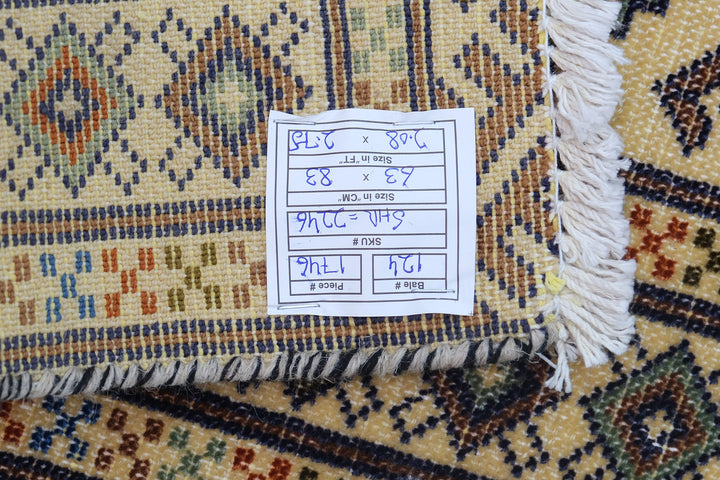 Bale # Piece #
124 1746
SKU#
SHA = 2246
Size in "CM"
63 x 83
Size in "FT"
2.08 x 2.75